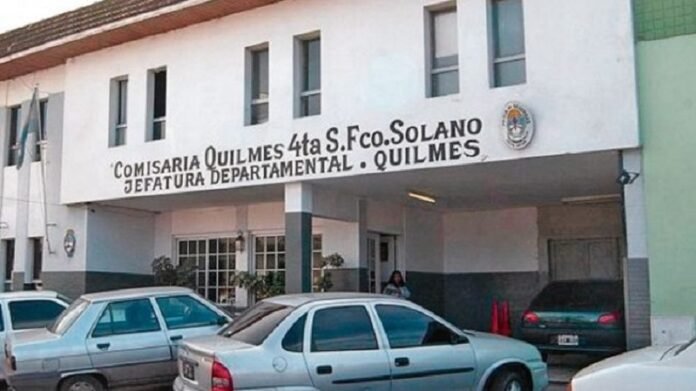 COMISARIA QUILMES 4ta S.Fco.SOLANO
JEFATURA DEPARTAMENTAL . QUILMES